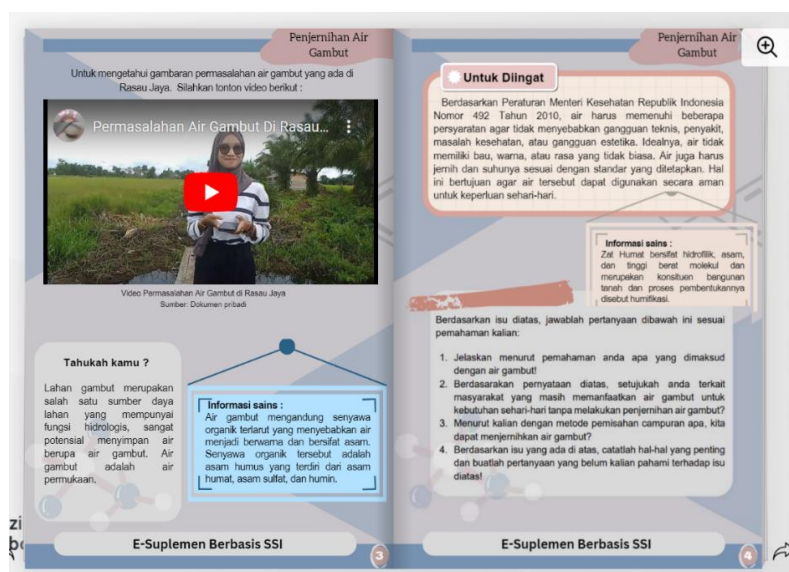 Penjernihan Air
Gambut
Untuk mengetahui gambaran permasalahan air gambut yang ada di
Rasau Jaya. Silahkan tonton video berikut :
Permasalahan Air Gambut Di Rasau...
Video Permasalahan Air Gambut di Rasau Jaya
Sumber: Dokumen pribadi
Tahukah kamu ?
Lahan gambut merupakan
salah satu sumber daya
lahan yang mempunyai
fungsi hidrologis, sangat
potensial menyimpan air
berupa air gambut. Air
gambut adalah air
permukaan.
Informasi sains :
Air gambut mengandung senyawa
organik terlarut yang menyebabkan air
menjadi berwarna dan bersifat asam.
Senyawa organik tersebut adalah
asam humus yang terdiri dari asam
humat, asam sulfat, dan humin.
E-Suplemen Berbasis SSI
3
Penjernihan Air
Gambut
Untuk Diingat
Berdasarkan Peraturan Menteri Kesehatan Republik Indonesia
Nomor 492 Tahun 2010, air harus memenuhi beberapa
persyaratan agar tidak menyebabkan gangguan teknis, penyakit,
masalah kesehatan, atau gangguan estetika. Idealnya, air tidak
memiliki bau, warna, atau rasa yang tidak biasa. Air juga harus
jernih dan suhunya sesuai dengan standar yang ditetapkan. Hal
ini bertujuan agar air tersebut dapat digunakan secara aman
untuk keperluan sehari-hari.
Informasi sains :
Zat Humat bersifat hidrofilik, asam,
dan tinggi berat molekul dan
merupakan konsituen bangunan
tanah dan proses pembentukannya
disebut humifikasi.
Berdasarkan isu diatas, jawablah pertanyaan dibawah ini sesuai
pemahaman kalian:
1. Jelaskan menurut pemahaman anda apa yang dimaksud
dengan air gambut!
2. Berdasarakan pernyataan diatas, setujukah anda terkait
masyarakat yang masih memanfaatkan air gambut untuk
kebutuhan sehari-hari tanpa melakukan penjernihan air gambut?
3. Menurut kalian dengan metode pemisahan campuran apa, kita
dapat menjernihkan air gambut?
4. Berdasarkan isu yang ada di atas, catatlah hal-hal yang penting
dan buatlah pertanyaan yang belum kalian pahami terhadap isu
diatas!
E-Suplemen Berbasis SSI
4